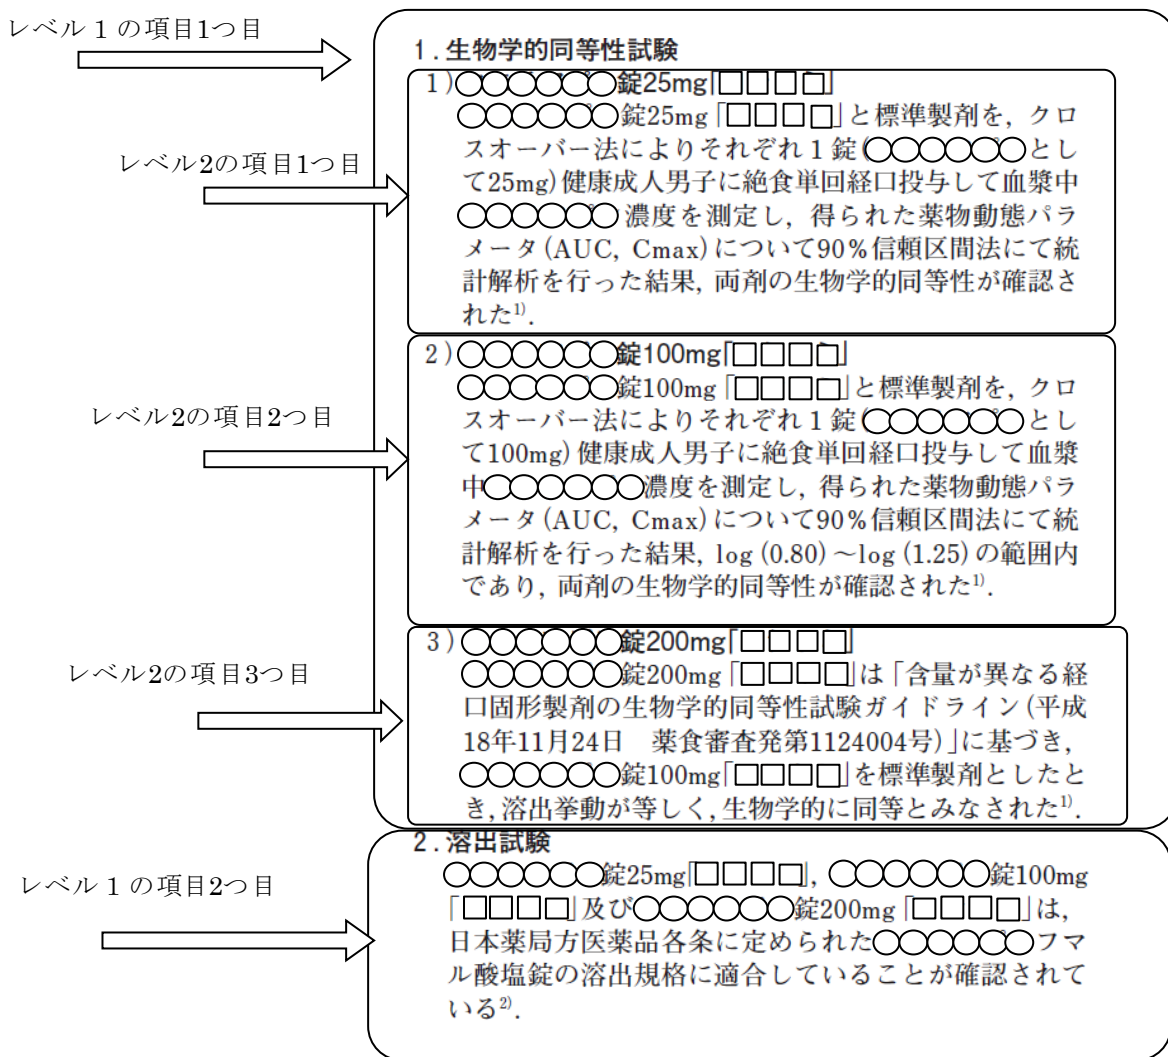 レベル１の項目1つ目
1．生物学的同等性試験
1）○○○○○○錠25mg「□□□□」
○○○○○○錠25mg「□□□□」と標準製剤を，クロ
レベル2の項目1つ目
スオーバー法によりそれぞれ１錠（○○○○○○とし
て25mg）健康成人男子に絶食単回経口投与して血漿中
○○○○○○濃度を測定し，得られた薬物動態パラ
メータ（AUC，Cmax）について90％信頼区間法にて統
計解析を行った結果，両剤の生物学的同等性が確認さ
れた1)．
2）○○○○○○錠100mg「□□□□」
○○○○○○錠100mg「□□□□」と標準製剤を，クロ
レベル2の項目2つ目
スオーバー法によりそれぞれ１錠（○○○○○○とし
て100mg）健康成人男子に絶食単回経口投与して血漿
中○○○○○○濃度を測定し，得られた薬物動態パラ
メータ（AUC，Cmax）について90％信頼区間法にて統
計解析を行った結果，log（0.80）～log（1.25）の範囲内
であり，両剤の生物学的同等性が確認された1)．
3）○○○○○○錠200mg「□□□□」
レベル2の項目3つ目
○○○○○○錠200mg「□□□□」は「含量が異なる経
口固形製剤の生物学的同等性試験ガイドライン（平成
18年11月24日　薬食審査発第1124004号）」に基づき，
○○○○○○錠100mg「□□□□」を標準製剤としたと
き，溶出挙動が等しく，生物学的に同等とみなされた1)．
2．溶出試験
レベル１の項目2つ目
○○○○○○錠25mg「□□□□」，○○○○○○錠100mg
「□□□□」及び○○○○○○錠200mg「□□□□」は，
日本薬局方医薬品各条に定められた○○○○○○フマ
ル酸塩錠の溶出規格に適合していることが確認されて
いる2)．